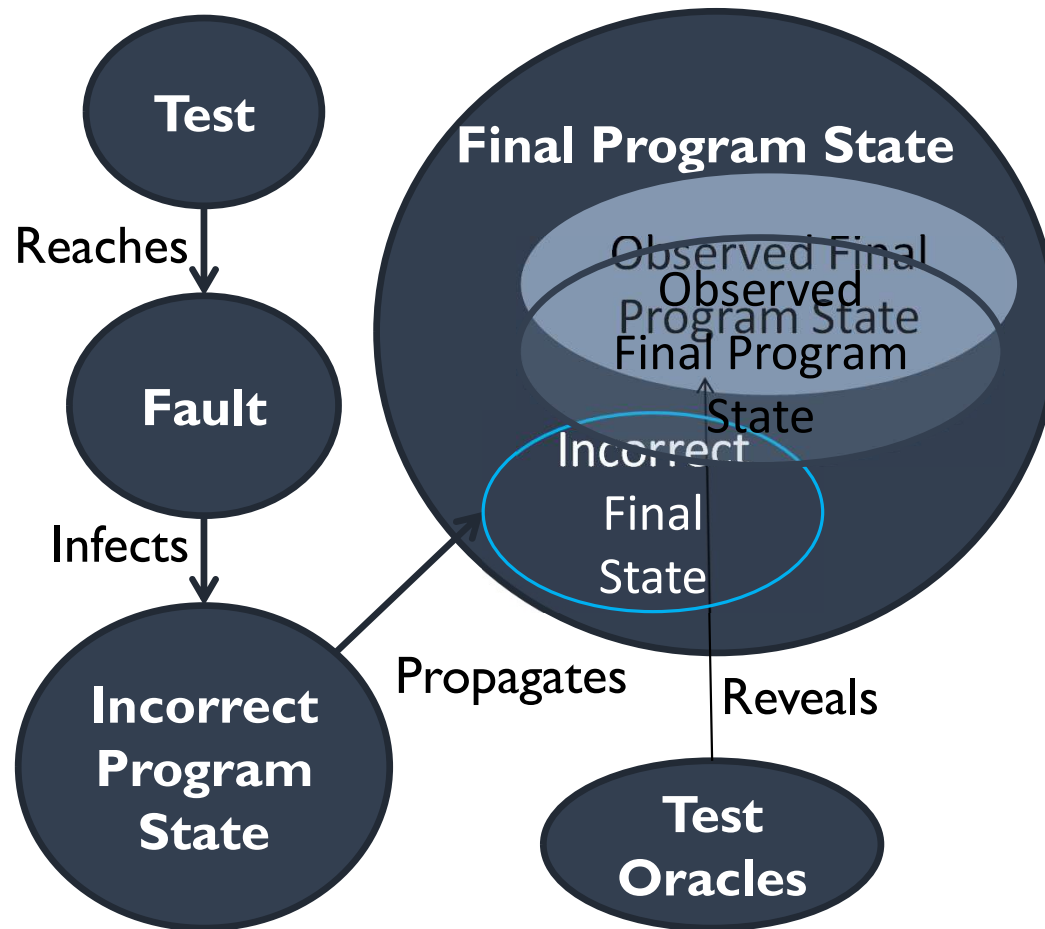 Test
Final Program State
Reaches
Observed Final
Program State
Observed
Final Program
State
Fault
Incorrect
Final
State
Infects
Propagates
Reveals
Incorrect
Program
State
Test
Oracles